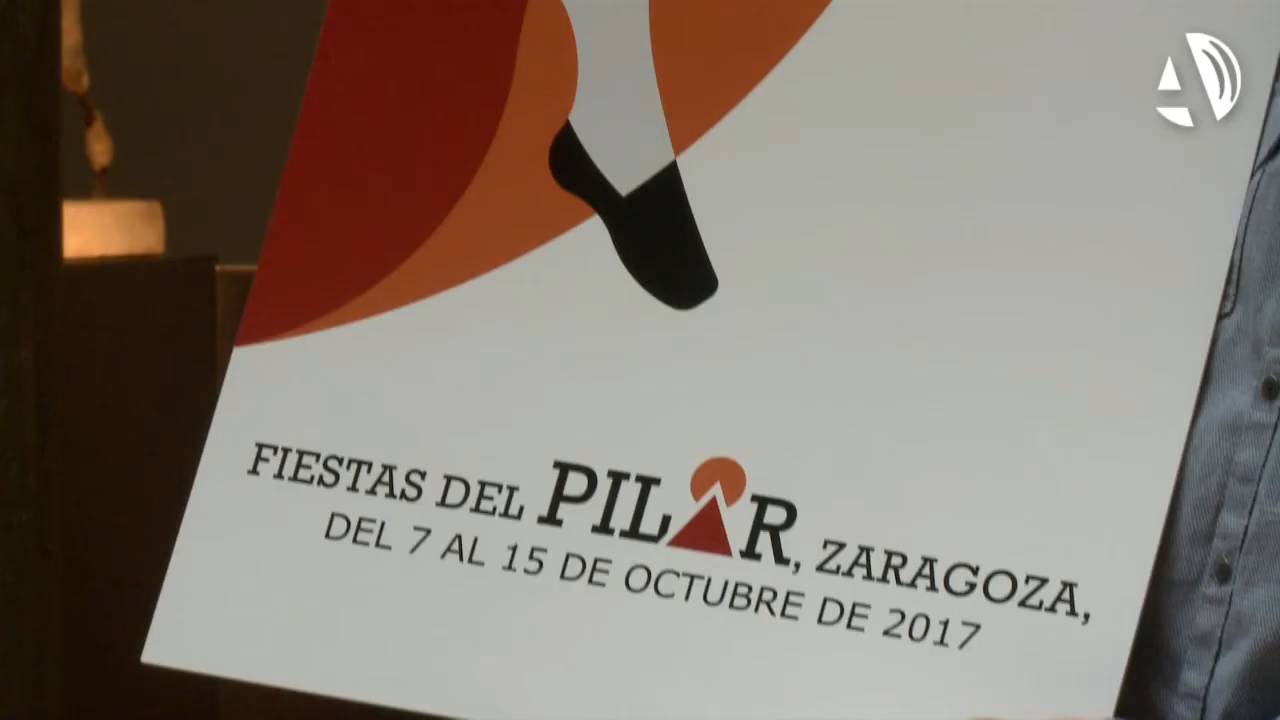 FIESTAS DEL PILAR, ZARAGOZA,
DEL 7 AL 15 DE OCTUBRE DE 2017